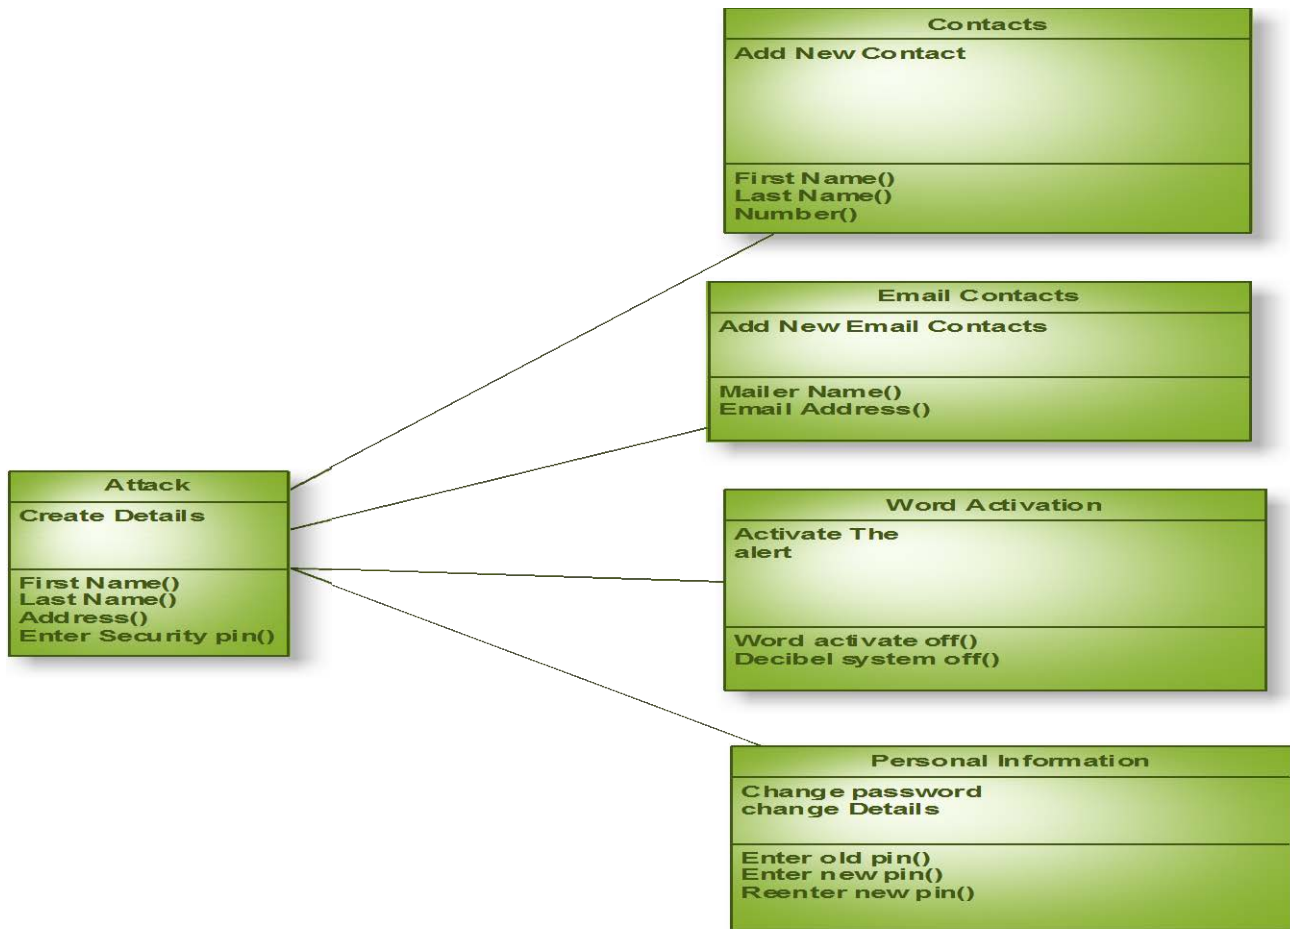 Contacts
Add New Contact
First Name()
Last Name()
Number()
Email Contacts
Add New Email Contacts
Mailer Name()
Email Address()
Attack
Create Details
First Name()
Last Name()
Address()
Enter Security pin()
Word Activation
Activate The
alert
Word activate off()
Decibel system off()
Personal Information
Change password
change Details
Enter old pin()
Enter new pin()
Reenter new pin()